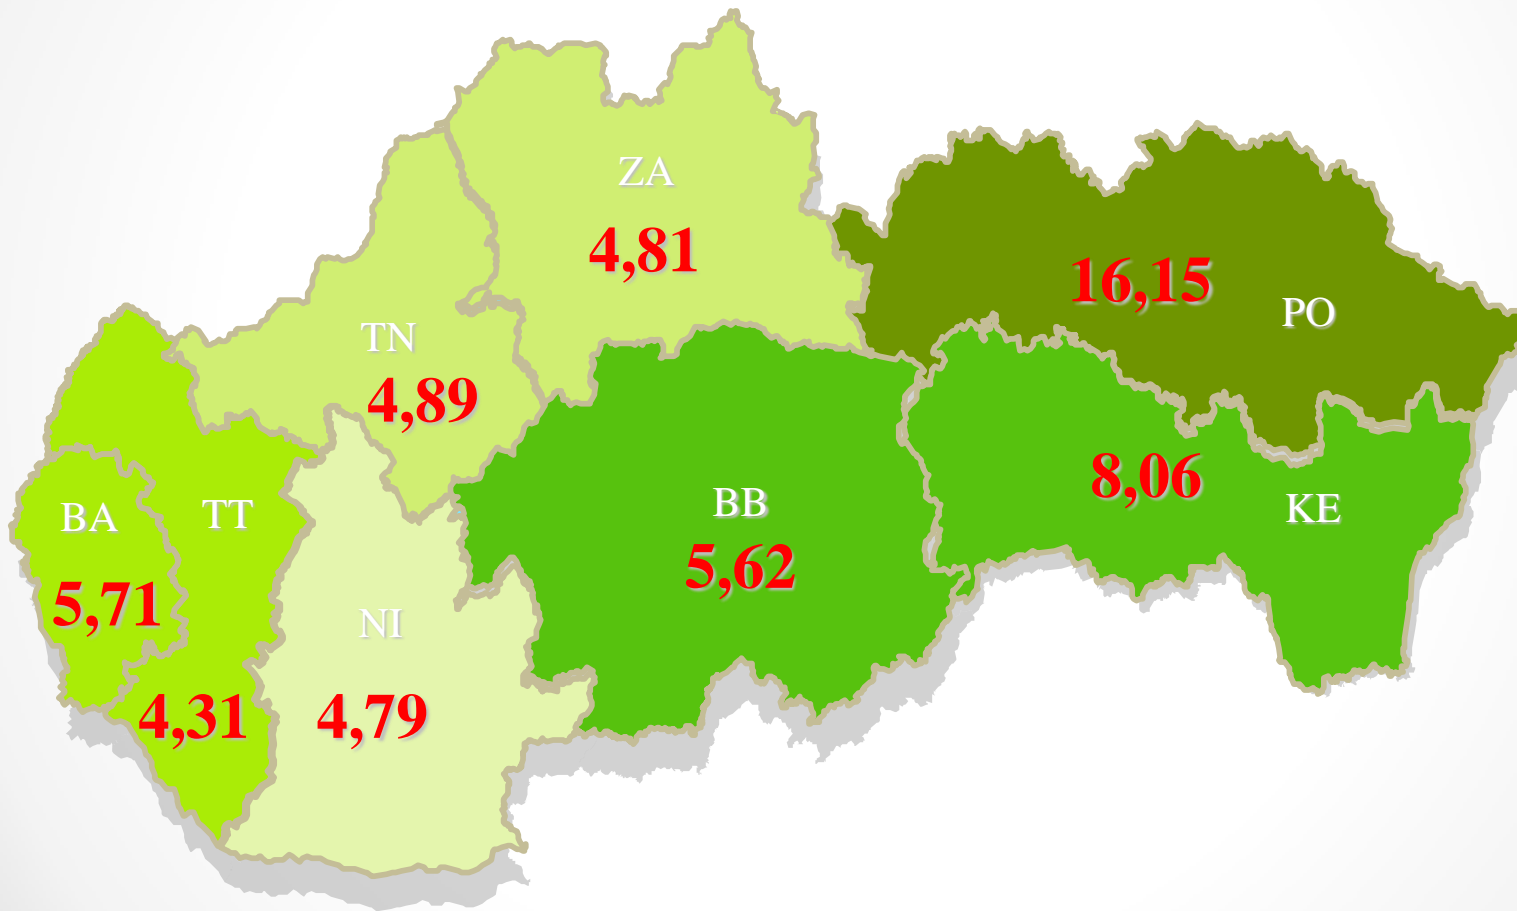 ZA
4,81
16,15
PO
TN
4,89
8,06
KE
BB
5,62
BA
5,71
TT
4,31
NI
4,79